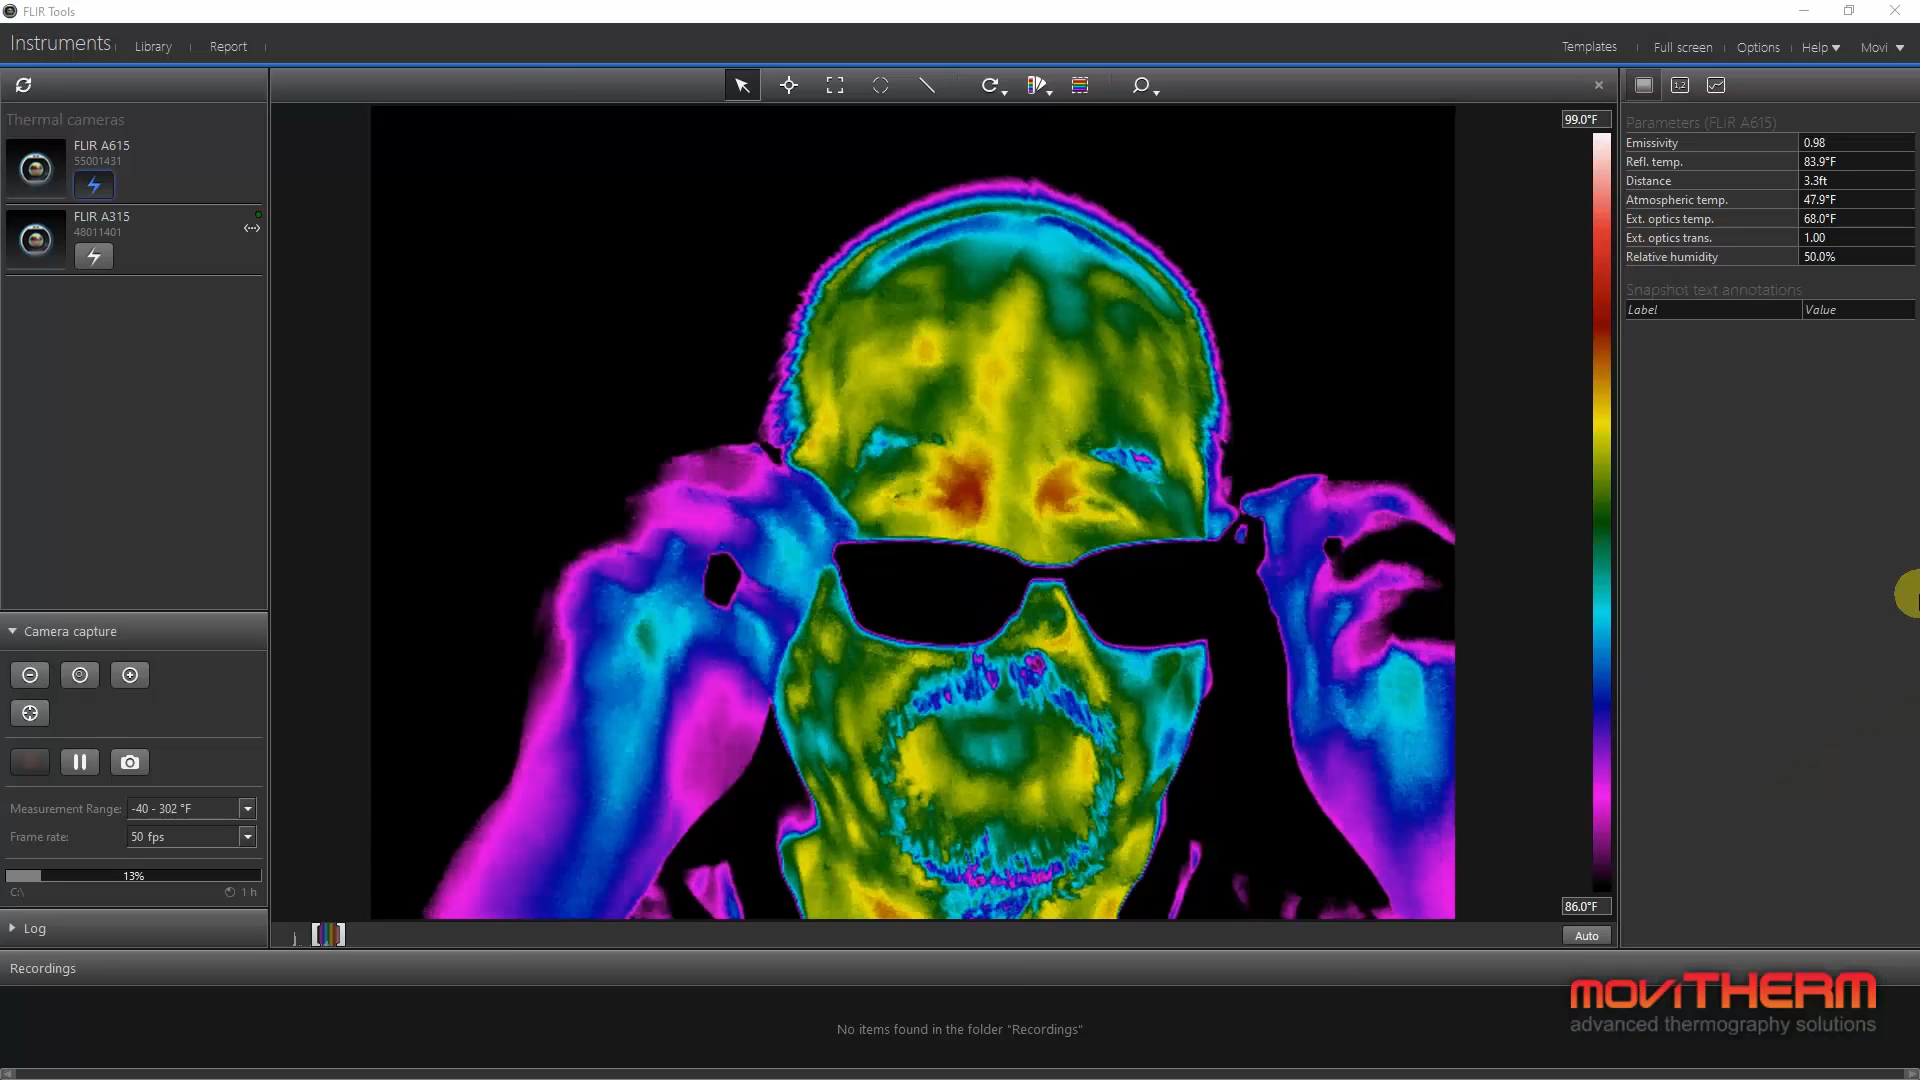 FLIR Tools
Instruments
Library
Report
Templates
Full screen
Options
Help
Movi
Thermal cameras
FLIR A615
55001431
FLIR A315
48011401
99.0°F
Parameters (FLIR A615)
Emissivity 0.98
Refl. temp. 83.9°F
Distance 3.3ft
Atmospheric temp. 47.9°F
Ext. optics temp. 68.0°F
Ext. optics trans. 1.00
Relative humidity 50.0%
Snapshot text annotations
Label Value
Camera capture
Measurement Range: -40 - 302 °F
Frame rate: 50 fps
13%
C:\ 1 h
Log
86.0°F
Auto
Recordings
No items found in the folder "Recordings"
moviTHERM
advanced thermography solutions